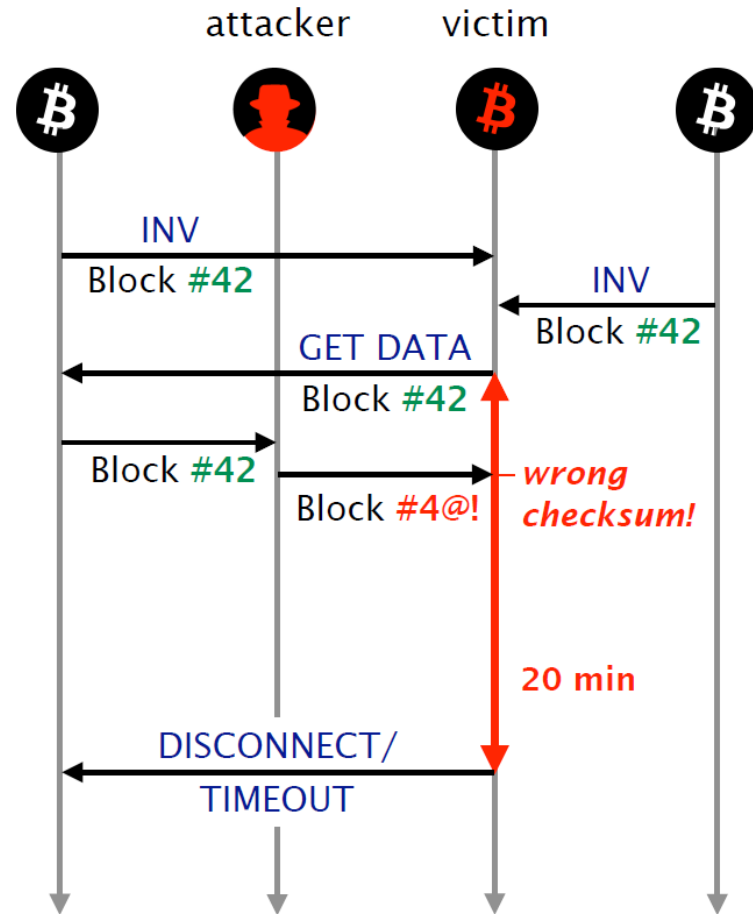 attacker
victim
INV
Block #42
INV
Block #42
GET DATA
Block #42
Block #42
Block #4@!
wrong
checksum!
20 min
DISCONNECT/
TIMEOUT